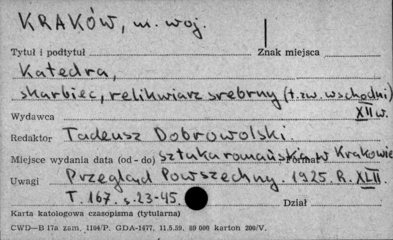 KRAKÓW, m. woj.
Tytuł i podtytuł Znak miejsca
Katedra,
skarbiec, relikwiarz srebrny (t. zw. wschodni)
Wydawca XII w.
Redaktor Tadeusz Dobrowolski.
Miejsce wydania data (od - do) sztuka romańska w Krakowie Format
Uwagi Przegląd Powszechny. 1925. R. XLII
T. 167. s. 23-45. Dział
Karta katalogowa czasopisma (tytularna)
CWD—B 17a zam. 1104/P. GDA-1477, 11.5.59. 60 000 karton 200/V.